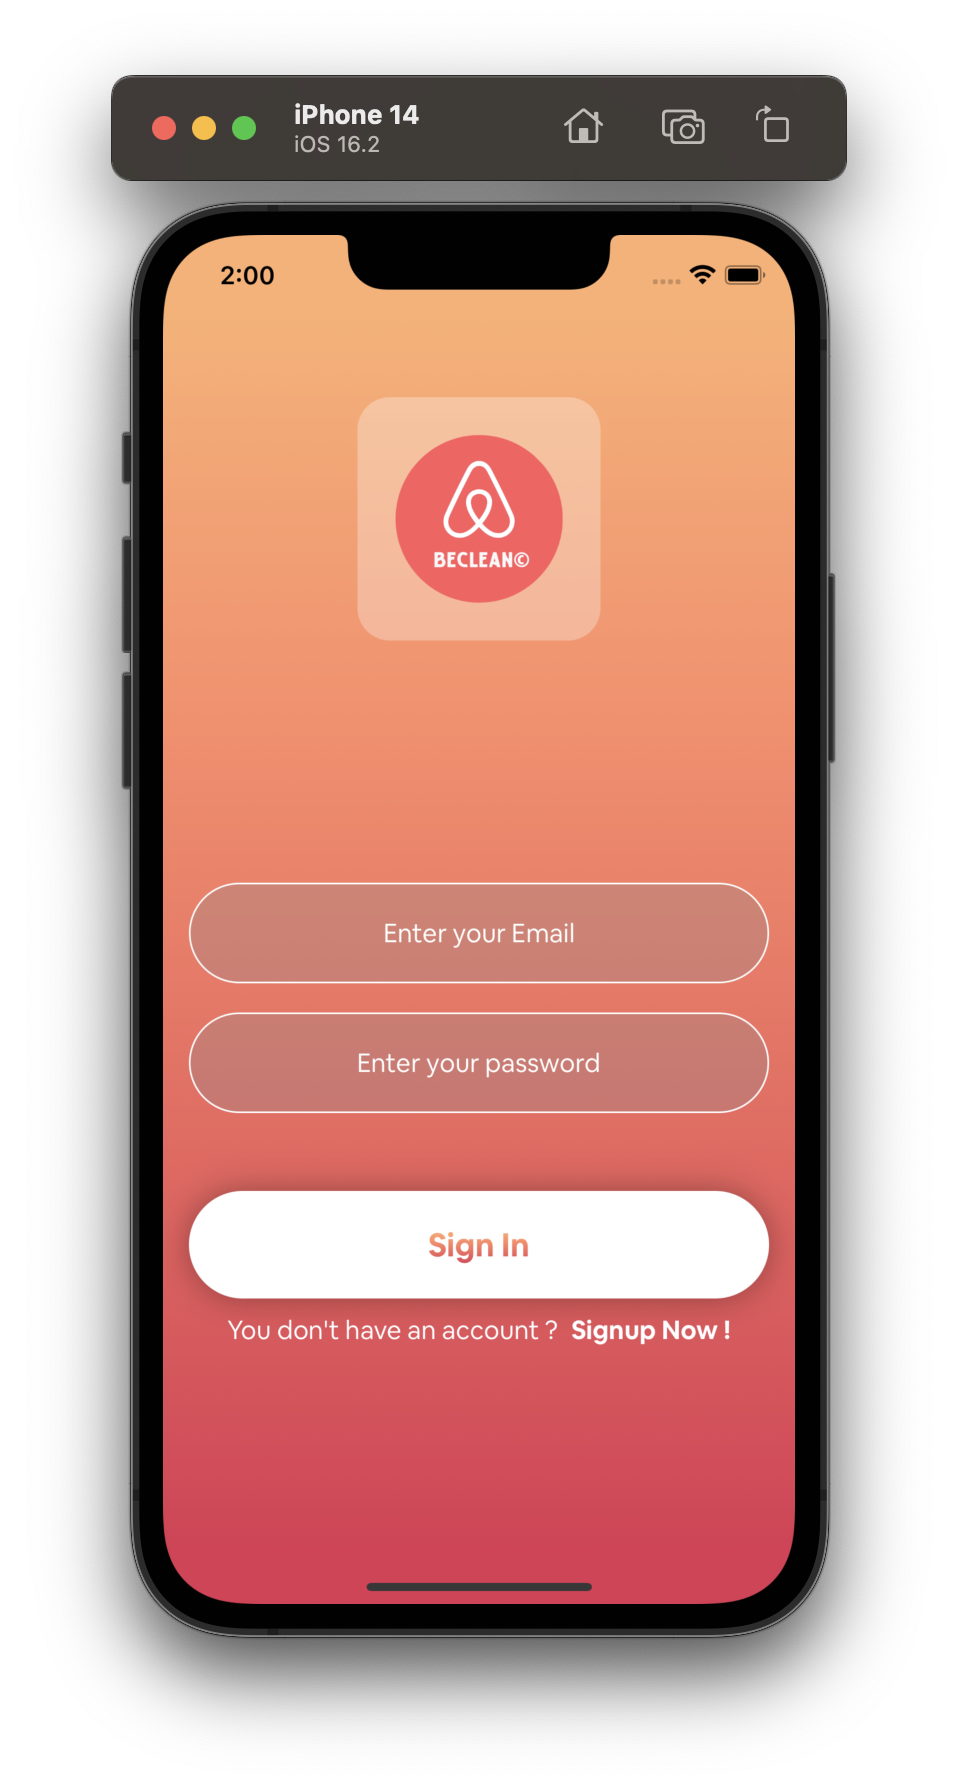 iPhone 14
iOS 16.2
2:00
BECLEAN©
Enter your Email
Enter your password
Sign In
You don't have an account ? Signup Now !